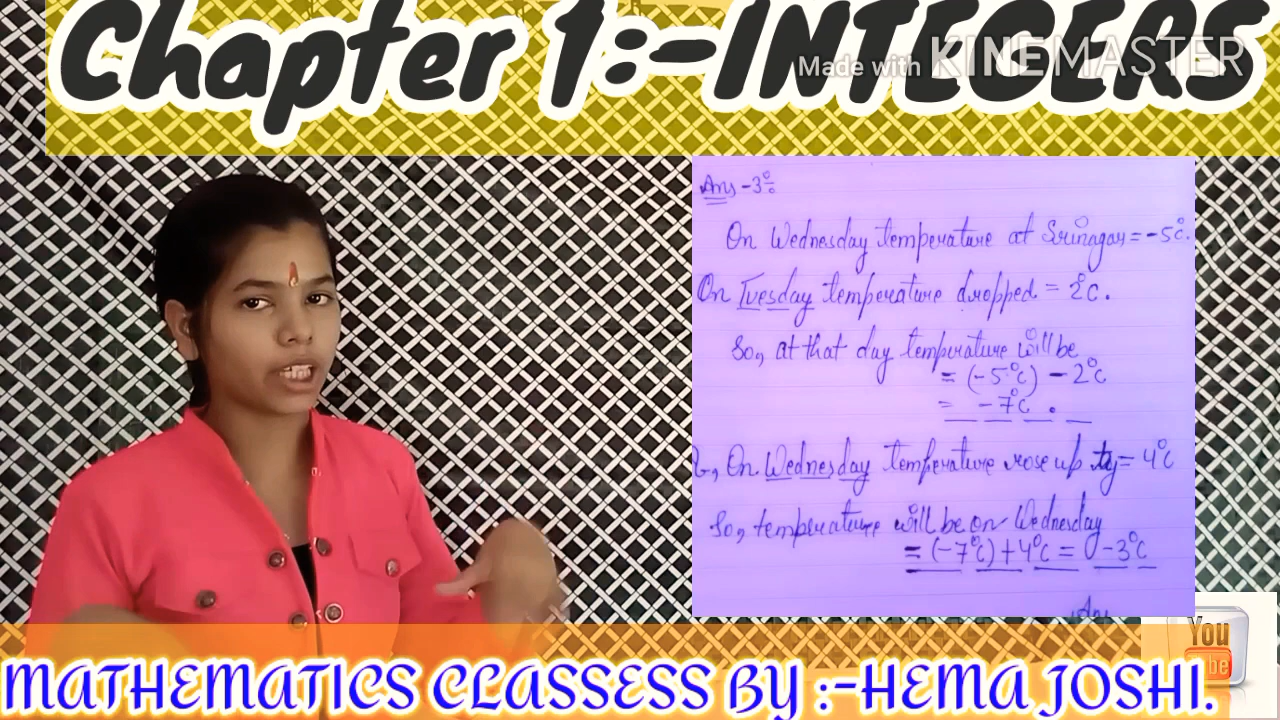 Chapter 1:-INTEGERS
Made with KINEMASTER
Ans -3%
On Wednesday temperature at Srinagar = -5°C.
On Tuesday temperature dropped = 2°C.
So, at that day temperature will be
= (-5°C) - 2°C
= -7°C.
On Wednesday temperature rose up by = 4°C
So, temperature will be on Wednesday
= (-7°C) + 4°C = -3°C
Ans
You
Tube
MATHEMATICS CLASSESS BY :-HEMA JOSHI.